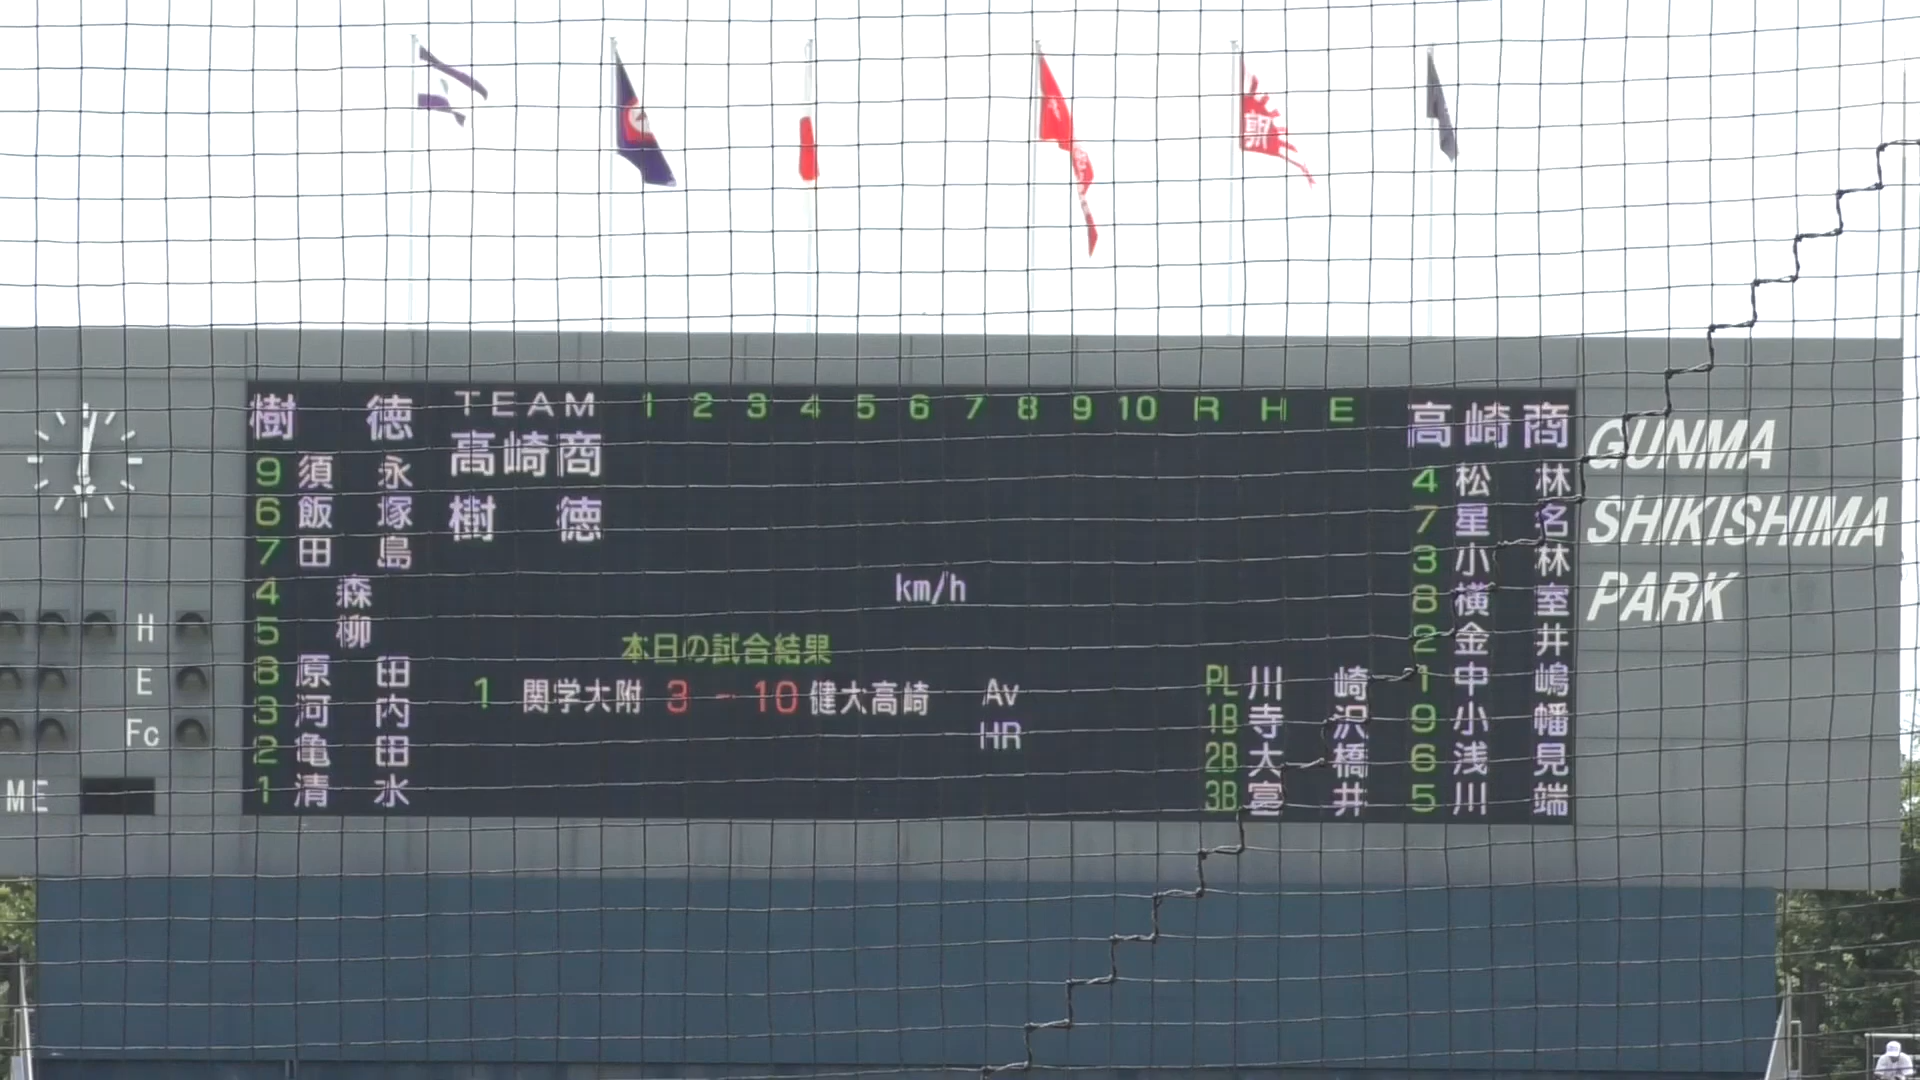 朝
樹徳
9 須永
6 飯塚
7 田島
4 森
5 柳
8 原田
3 河内
2 亀田
1 清水
TEAM 1 2 3 4 5 6 7 8 9 10 R H E
高崎商
樹徳
km/h
本日の試合結果
1 関学大附 3 - 10 健大高崎
Av
HR
PL 川崎
1B 寺沢
2B 大橋
3B 富井
高崎商
4 松林
7 星名
3 小林
8 横室
2 金井
1 中嶋
9 小幡
6 浅見
5 川端
GUNMA
SHIKISHIMA
PARK
H
E
Fc
ME